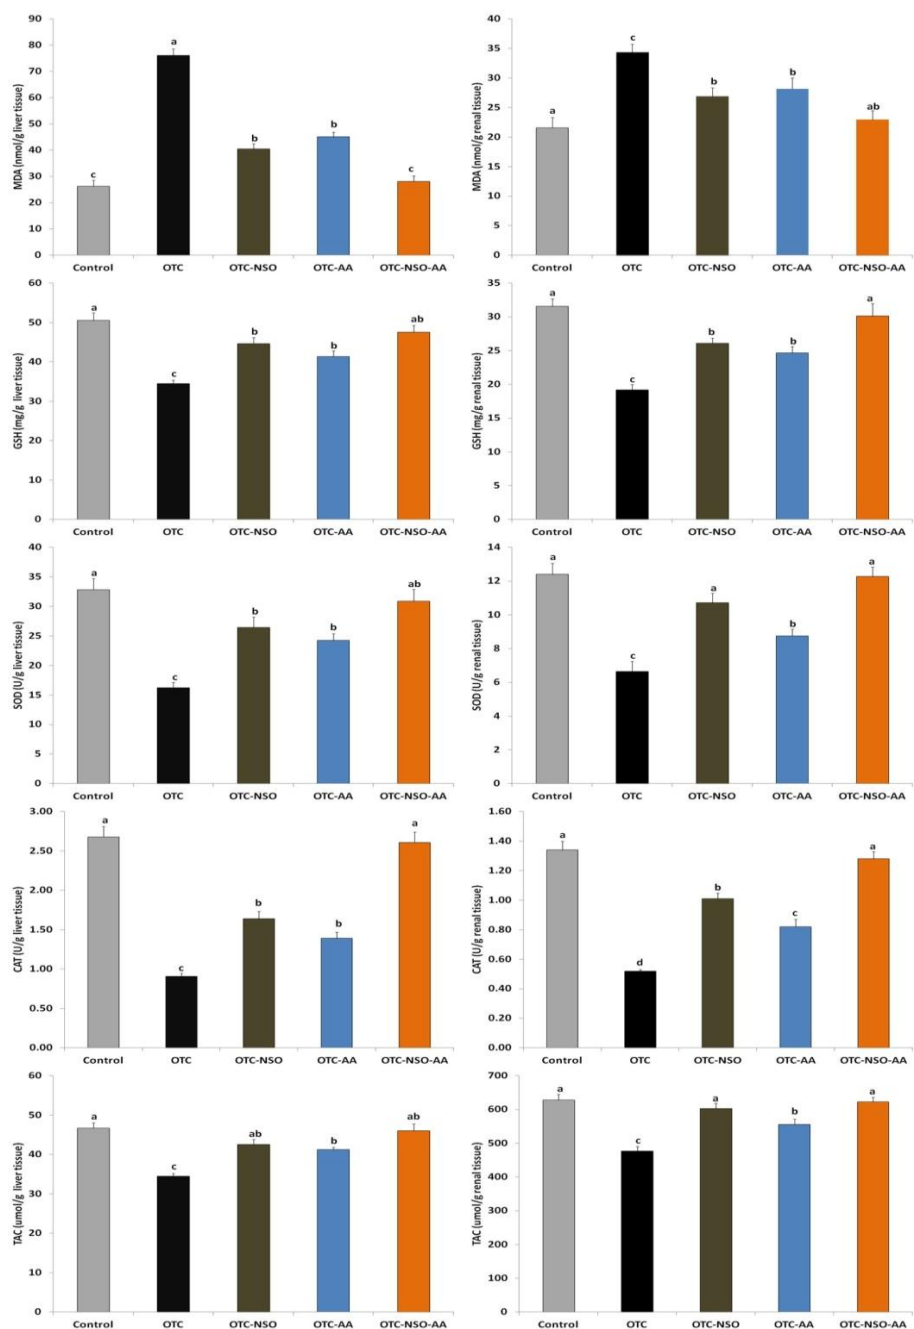 MDA (nmol/g liver tissue)
90
80
70
60
50
40
30
20
10
0
c
a
b
b
c
Control OTC OTC-NSO OTC-AA OTC-NSO-AA
MDA (nmol/g renal tissue)
40
35
30
25
20
15
10
5
0
a
c
b
b
ab
Control OTC OTC-NSO OTC-AA OTC-NSO-AA
GSH (mg/g liver tissue)
60
50
40
30
20
10
0
a
c
b
b
ab
Control OTC OTC-NSO OTC-AA OTC-NSO-AA
GSH (mg/g renal tissue)
35
30
25
20
15
10
5
0
a
c
b
b
a
Control OTC OTC-NSO OTC-AA OTC-NSO-AA
SOD (U/g liver tissue)
40
35
30
25
20
15
10
5
0
a
c
b
b
ab
Control OTC OTC-NSO OTC-AA OTC-NSO-AA
SOD (U/g renal tissue)
14
12
10
8
6
4
2
0
a
c
a
b
a
Control OTC OTC-NSO OTC-AA OTC-NSO-AA
CAT (U/g liver tissue)
3.00
2.50
2.00
1.50
1.00
0.50
0.00
a
c
b
b
a
Control OTC OTC-NSO OTC-AA OTC-NSO-AA
CAT (U/g renal tissue)
1.60
1.40
1.20
1.00
0.80
0.60
0.40
0.20
0.00
a
d
b
c
a
Control OTC OTC-NSO OTC-AA OTC-NSO-AA
TAC (umol/g liver tissue)
60
50
40
30
20
10
0
a
c
ab
b
ab
Control OTC OTC-NSO OTC-AA OTC-NSO-AA
TAC (umol/g renal tissue)
700
600
500
400
300
200
100
0
a
c
a
b
a
Control OTC OTC-NSO OTC-AA OTC-NSO-AA